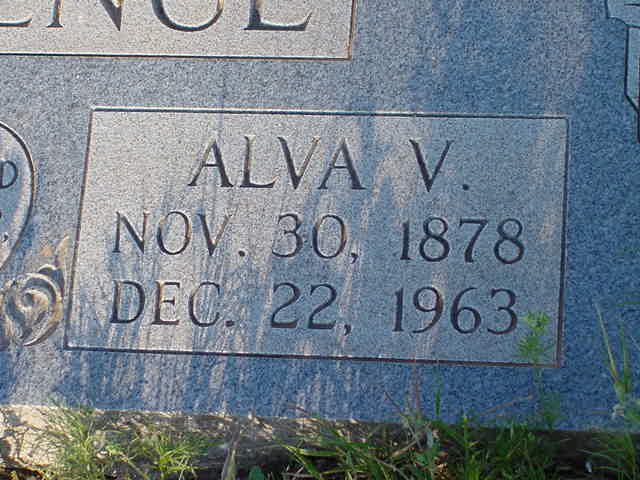 ALVA V.
NOV. 30, 1878
DEC. 22, 1963